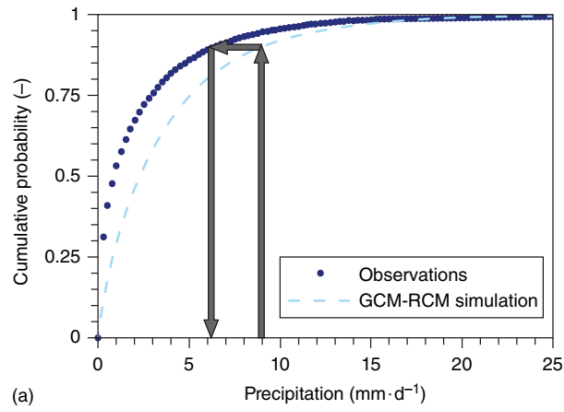 1
0.75
0.5
0.25
0
Cumulative probability (–)
Observations
GCM-RCM simulation
0 5 10 15 20 25
(a) Precipitation (mm·d⁻¹)